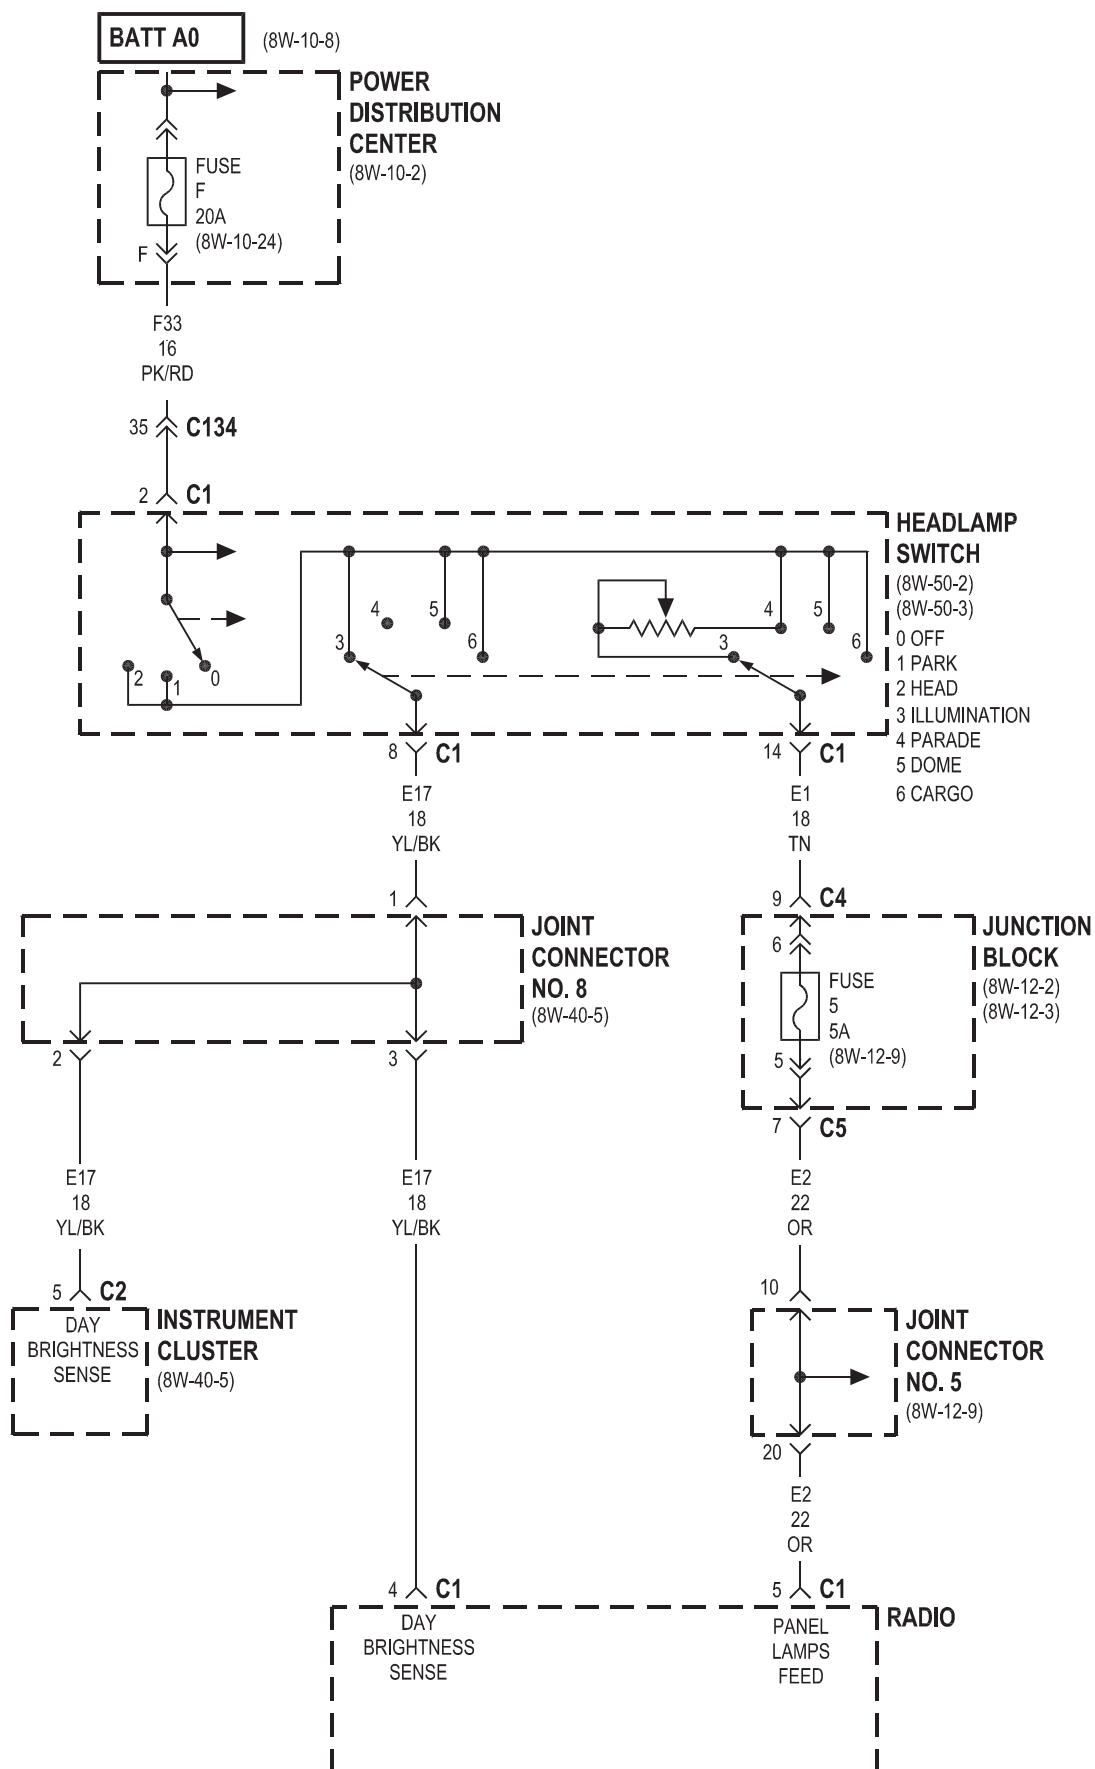 BATT A0
(8W-10-8)
POWER
DISTRIBUTION
CENTER
(8W-10-2)
FUSE
F
20A
(8W-10-24)
F
F33
16
PK/RD
35
C134
2
C1
HEADLAMP
SWITCH
(8W-50-2)
(8W-50-3)
0 OFF
1 PARK
2 HEAD
3 ILLUMINATION
4 PARADE
5 DOME
6 CARGO
2
1
0
3
4
5
6
3
4
5
6
8
C1
14
C1
E17
18
YL/BK
E1
18
TN
1
9
C4
JOINT
CONNECTOR
NO. 8
(8W-40-5)
6
FUSE
5
5A
(8W-12-9)
5
JUNCTION
BLOCK
(8W-12-2)
(8W-12-3)
2
3
7
C5
E17
18
YL/BK
E17
18
YL/BK
E2
22
OR
5
C2
10
DAY
BRIGHTNESS
SENSE
INSTRUMENT
CLUSTER
(8W-40-5)
JOINT
CONNECTOR
NO. 5
(8W-12-9)
20
E2
22
OR
4
C1
5
C1
DAY
BRIGHTNESS
SENSE
PANEL
LAMPS
FEED
RADIO